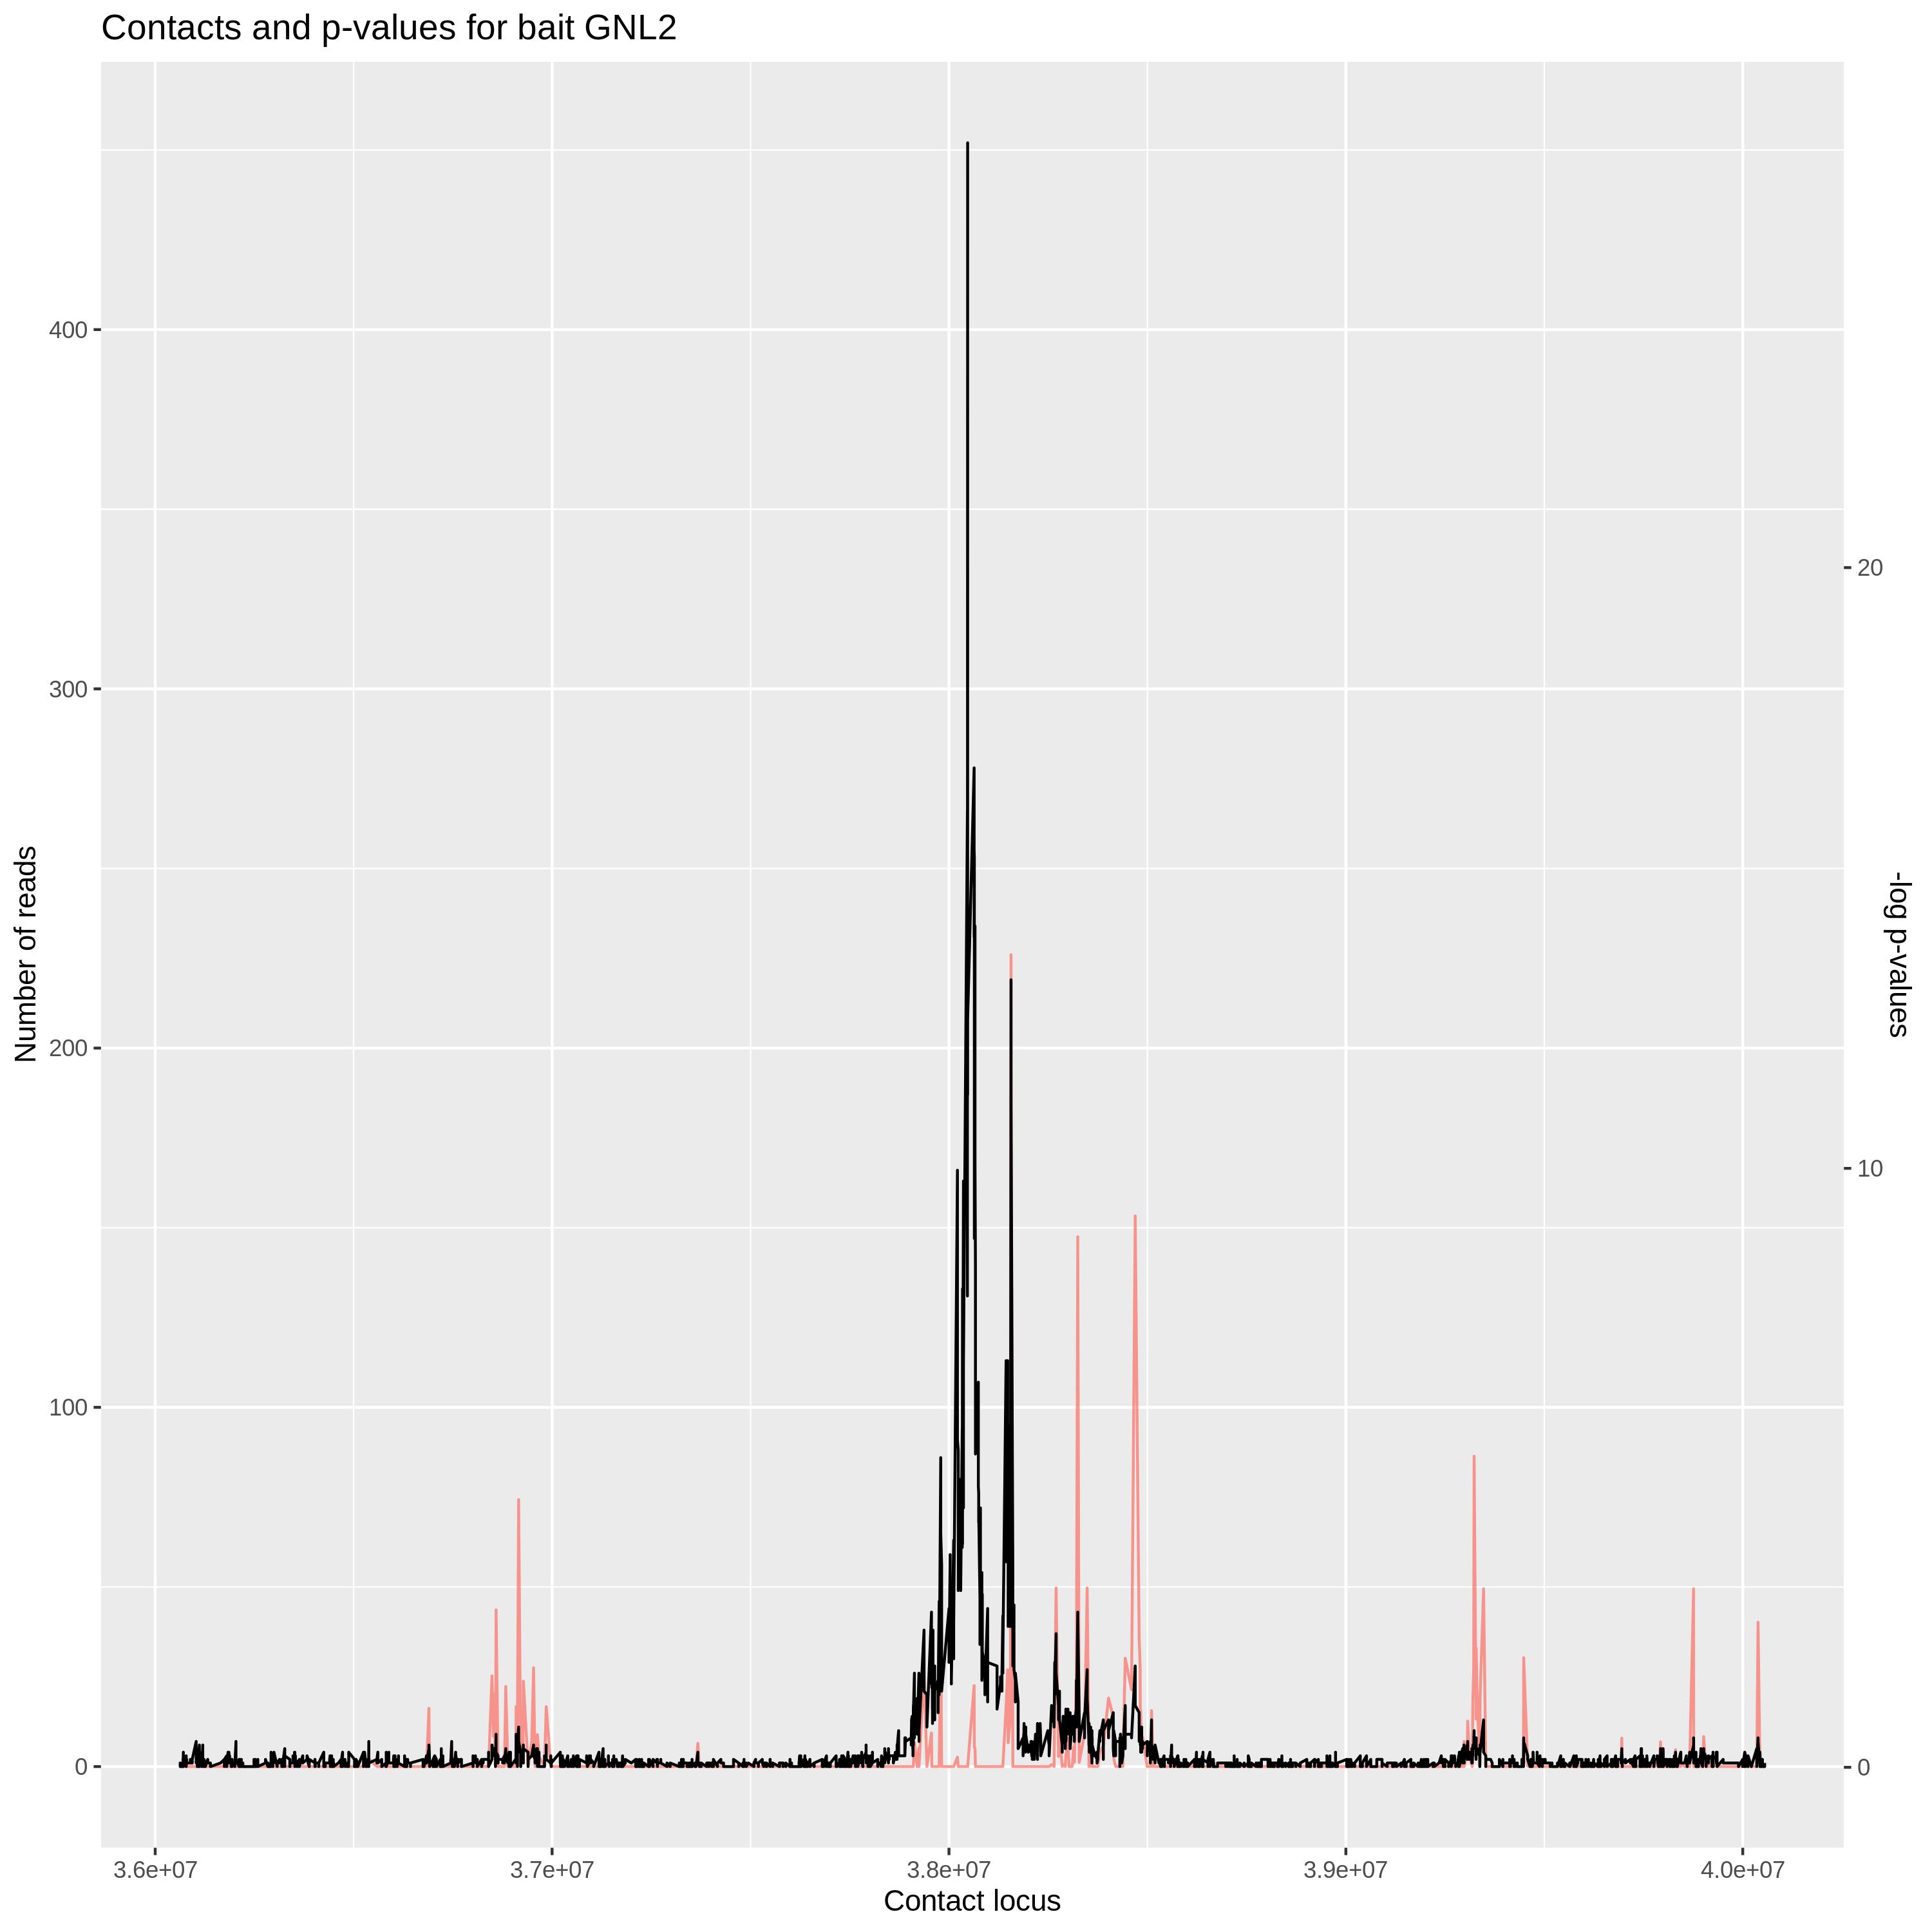 Contacts and p-values for bait GNL2
400
300
200
100
0
Number of reads
20
10
0
-log p-values
3.6e+07 3.7e+07 3.8e+07 3.9e+07 4.0e+07
Contact locus